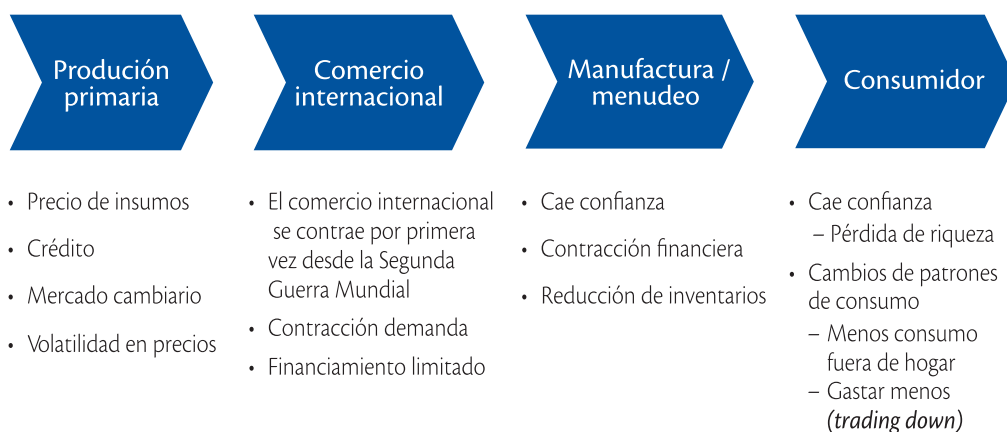 Produción
primaria
Comercio
internacional
Manufactura /
menudeo
Consumidor
• Precio de insumos
• Crédito
• Mercado cambiario
• Volatilidad en precios
• El comercio internacional
se contrae por primera
vez desde la Segunda
Guerra Mundial
• Contracción demanda
• Financiamiento limitado
• Cae confianza
• Contracción financiera
• Reducción de inventarios
• Cae confianza
– Pérdida de riqueza
• Cambios de patrones
de consumo
– Menos consumo
fuera de hogar
– Gastar menos
(trading down)